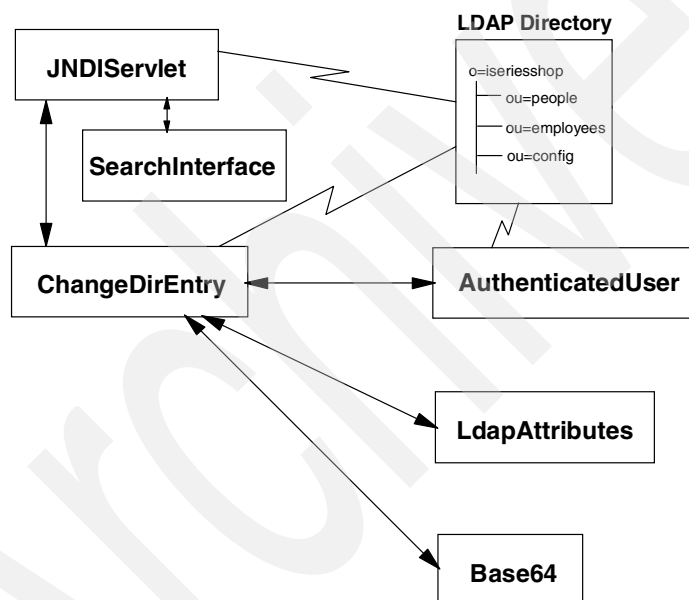 LDAP Directory
JNDIServlet
o=iseriesshop
ou=people
ou=employees
ou=config
SearchInterface
ChangeDirEntry
AuthenticatedUser
LdapAttributes
Base64